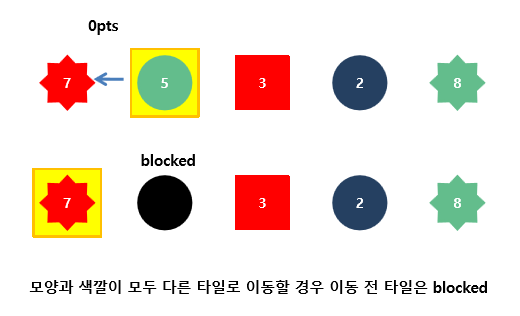 0pts
7 5 3 2 8
blocked
7 3 2 8
모양과 색깔이 모두 다른 타일로 이동할 경우 이동 전 타일은 blocked